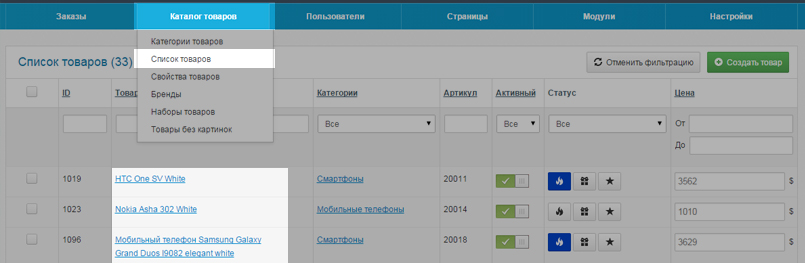 Заказы Каталог товаров Пользователи Страницы Модули Настройки
Категории товаров
Список товаров
Свойства товаров
Бренды
Наборы товаров
Товары без картинок
Список товаров (33) Отменить фильтрацию Создать товар
ID Товар Категории Артикул Активный Статус Цена
Все Все Все От
До
1019 HTC One SV White Смартфоны 20011 3562 $
1023 Nokia Asha 302 White Мобильные телефоны 20014 1010 $
1096 Мобильный телефон Samsung Galaxy Смартфоны 20018 3629 $
Grand Duos I9082 elegant white